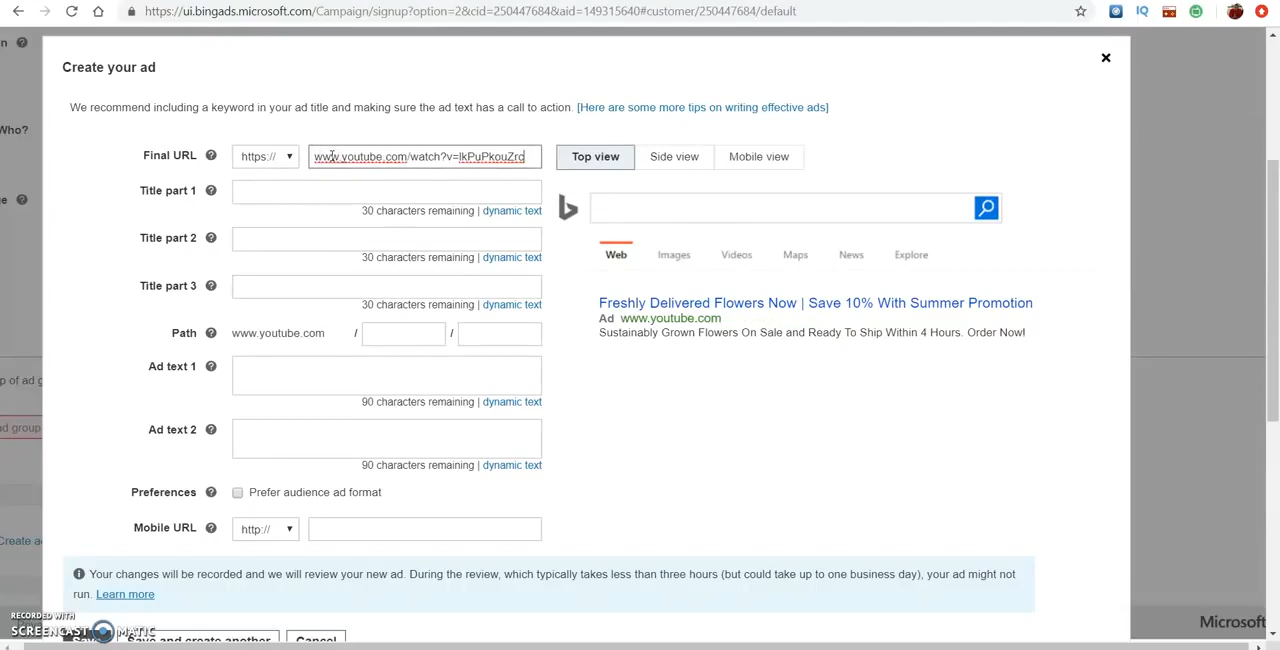 https://ui.bingads.microsoft.com/Campaign/signup?option=2&cid=250447684&aid=149315640#customer/250447684/default
IQ
n
Create your ad
We recommend including a keyword in your ad title and making sure the ad text has a call to action. [Here are some more tips on writing effective ads]
Who?
Final URL https:// www.youtube.com/watch?v=lkPuPkouZrc Top view Side view Mobile view
Title part 1
30 characters remaining | dynamic text
Web Images Videos Maps News Explore
Title part 2
30 characters remaining | dynamic text
Title part 3
30 characters remaining | dynamic text
Freshly Delivered Flowers Now | Save 10% With Summer Promotion
Ad www.youtube.com
Sustainably Grown Flowers On Sale and Ready To Ship Within 4 Hours. Order Now!
Path www.youtube.com / /
Ad text 1
p of ad g
90 characters remaining | dynamic text
ad group
Ad text 2
90 characters remaining | dynamic text
Preferences Prefer audience ad format
Mobile URL http://
Create a
Your changes will be recorded and we will review your new ad. During the review, which typically takes less than three hours (but could take up to one business day), your ad might not
run. Learn more
RECORDED WITH
SCREENCAST MATIC
Save and create another Cancel
Microsoft